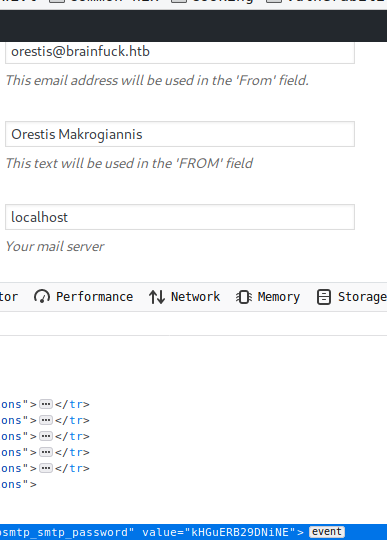 orestis@brainfuck.htb
This email address will be used in the 'From' field.
Orestis Makrogiannis
This text will be used in the 'FROM' field
localhost
Your mail server
tor Performance Network Memory Storage
ons"></tr>
ons"></tr>
ons"></tr>
ons"></tr>
ons"></tr>
ons">
osmtp_smtp_password" value="kHGuERB29DNiNE"> event